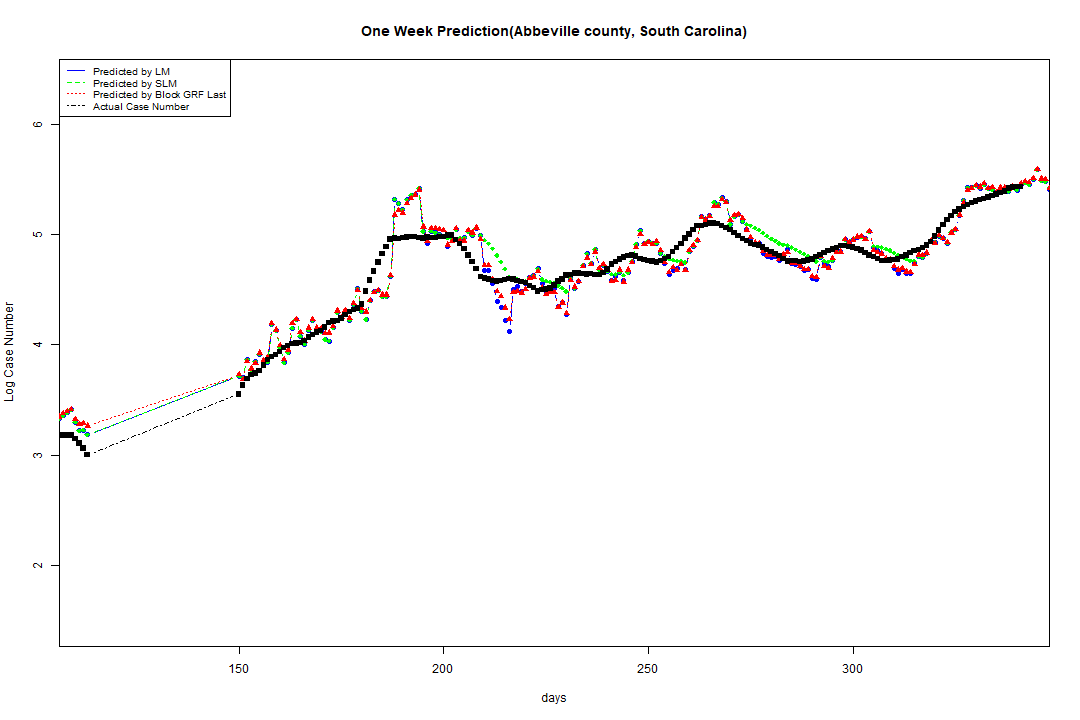 One Week Prediction(Abbeville county, South Carolina)
Predicted by LM
Predicted by SLM
Predicted by Block GRF Last
Actual Case Number
6
5
4
3
2
Log Case Number
150 200 250 300
days